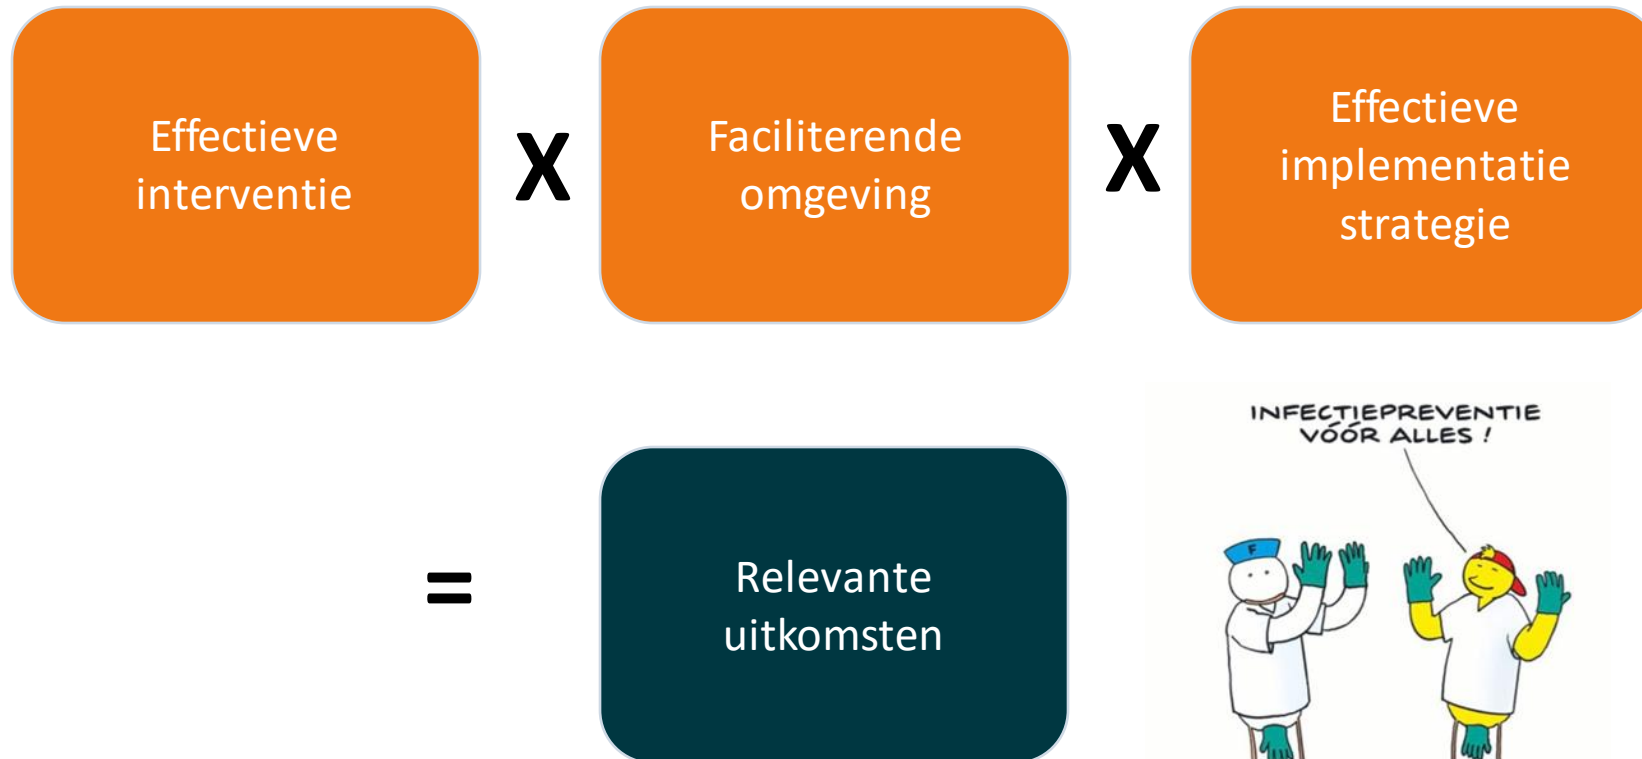 Effectieve
interventie
X
Faciliterende
omgeving
X
Effectieve
implementatie
strategie
=
Relevante
uitkomsten
INFECTIEPREVENTIE
VÓÓR ALLES !
F